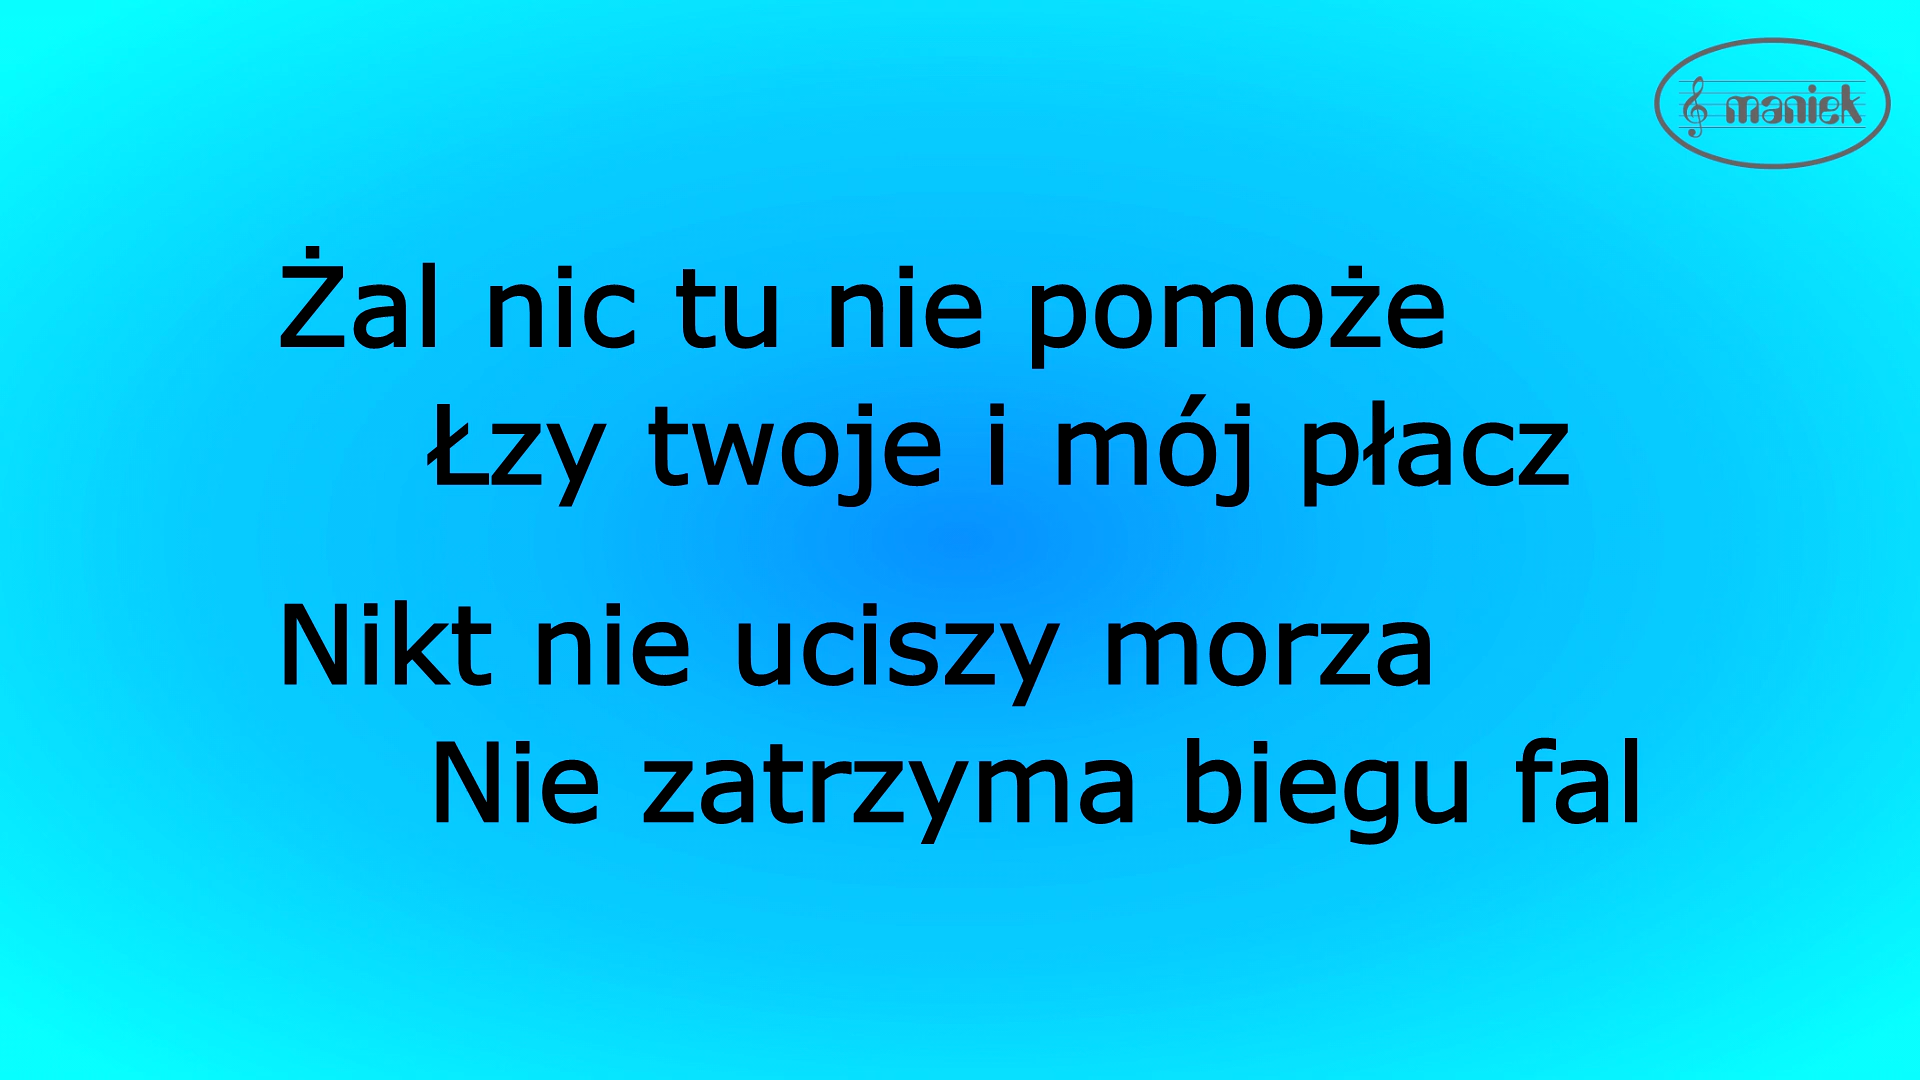 maniek
Żal nic tu nie pomoże
Łzy twoje i mój płacz
Nikt nie uciszy morza
Nie zatrzyma biegu fal